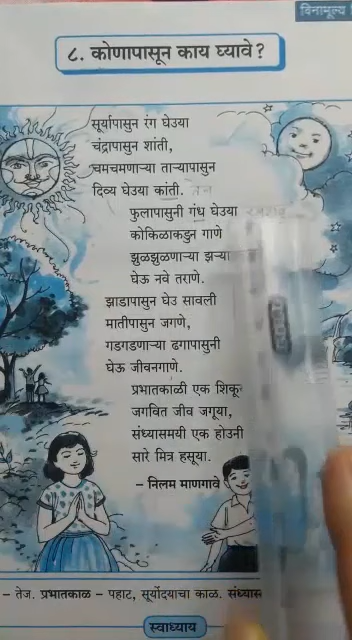 विनामूल्य
८. कोणापासून काय घ्यावे?
सूर्यापासुन रंग घेउया
चंद्रापासुन शांती,
चमचमणाऱ्या ताऱ्यापासुन
दिव्य घेउया कांती.
फुलापासुनी गंध घेउया
कोकिळाकडुन गाणे
झुळझुळणाऱ्या झऱ्या
घेऊ नवे तराणे.
झाडापासुन घेउ सावली
मातीपासुन जगणे,
गडगडणाऱ्या ढगापासुनी
घेऊ जीवनगाणे.
प्रभातकाळी एक शिकू
जगवित जीव जगूया,
संध्यासमयी एक होउनी
सारे मित्र हसूया.
– निलम माणगावे
– तेज. प्रभातकाळ – पहाट, सूर्योदयाचा काळ. संध्यास
स्वाध्याय